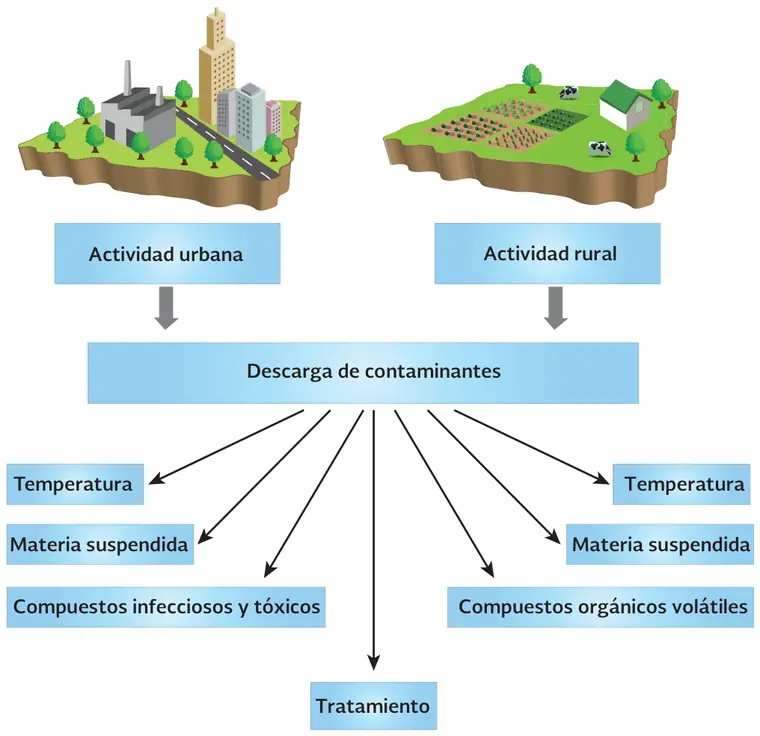 Actividad urbana
Actividad rural
Descarga de contaminantes
Temperatura
Temperatura
Materia suspendida
Materia suspendida
Compuestos infecciosos y tóxicos
Compuestos orgánicos volátiles
Tratamiento